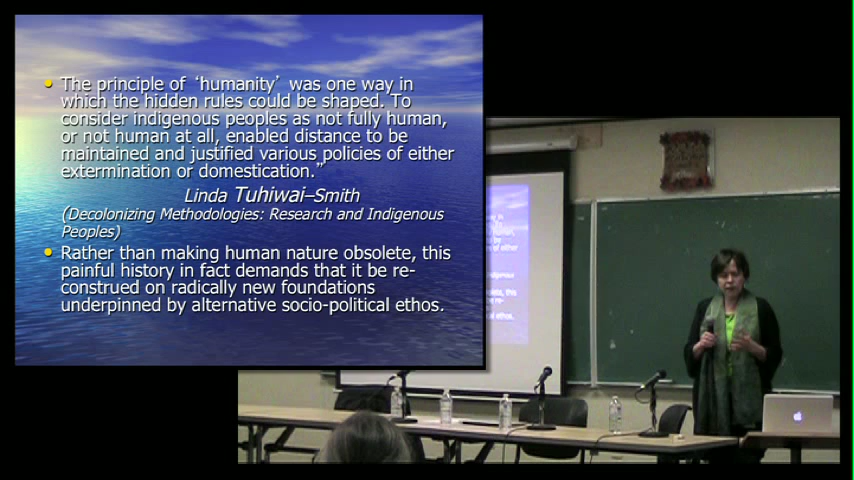 The principle of ‘humanity’ was one way in
which the hidden rules could be shaped. To
consider indigenous peoples as not fully human,
or not human at all, enabled distance to be
maintained and justified various policies of either
extermination or domestication.”
Linda Tuhiwai–Smith
(Decolonizing Methodologies: Research and Indigenous
Peoples)
Rather than making human nature obsolete, this
painful history in fact demands that it be re-
construed on radically new foundations
underpinned by alternative socio-political ethos.